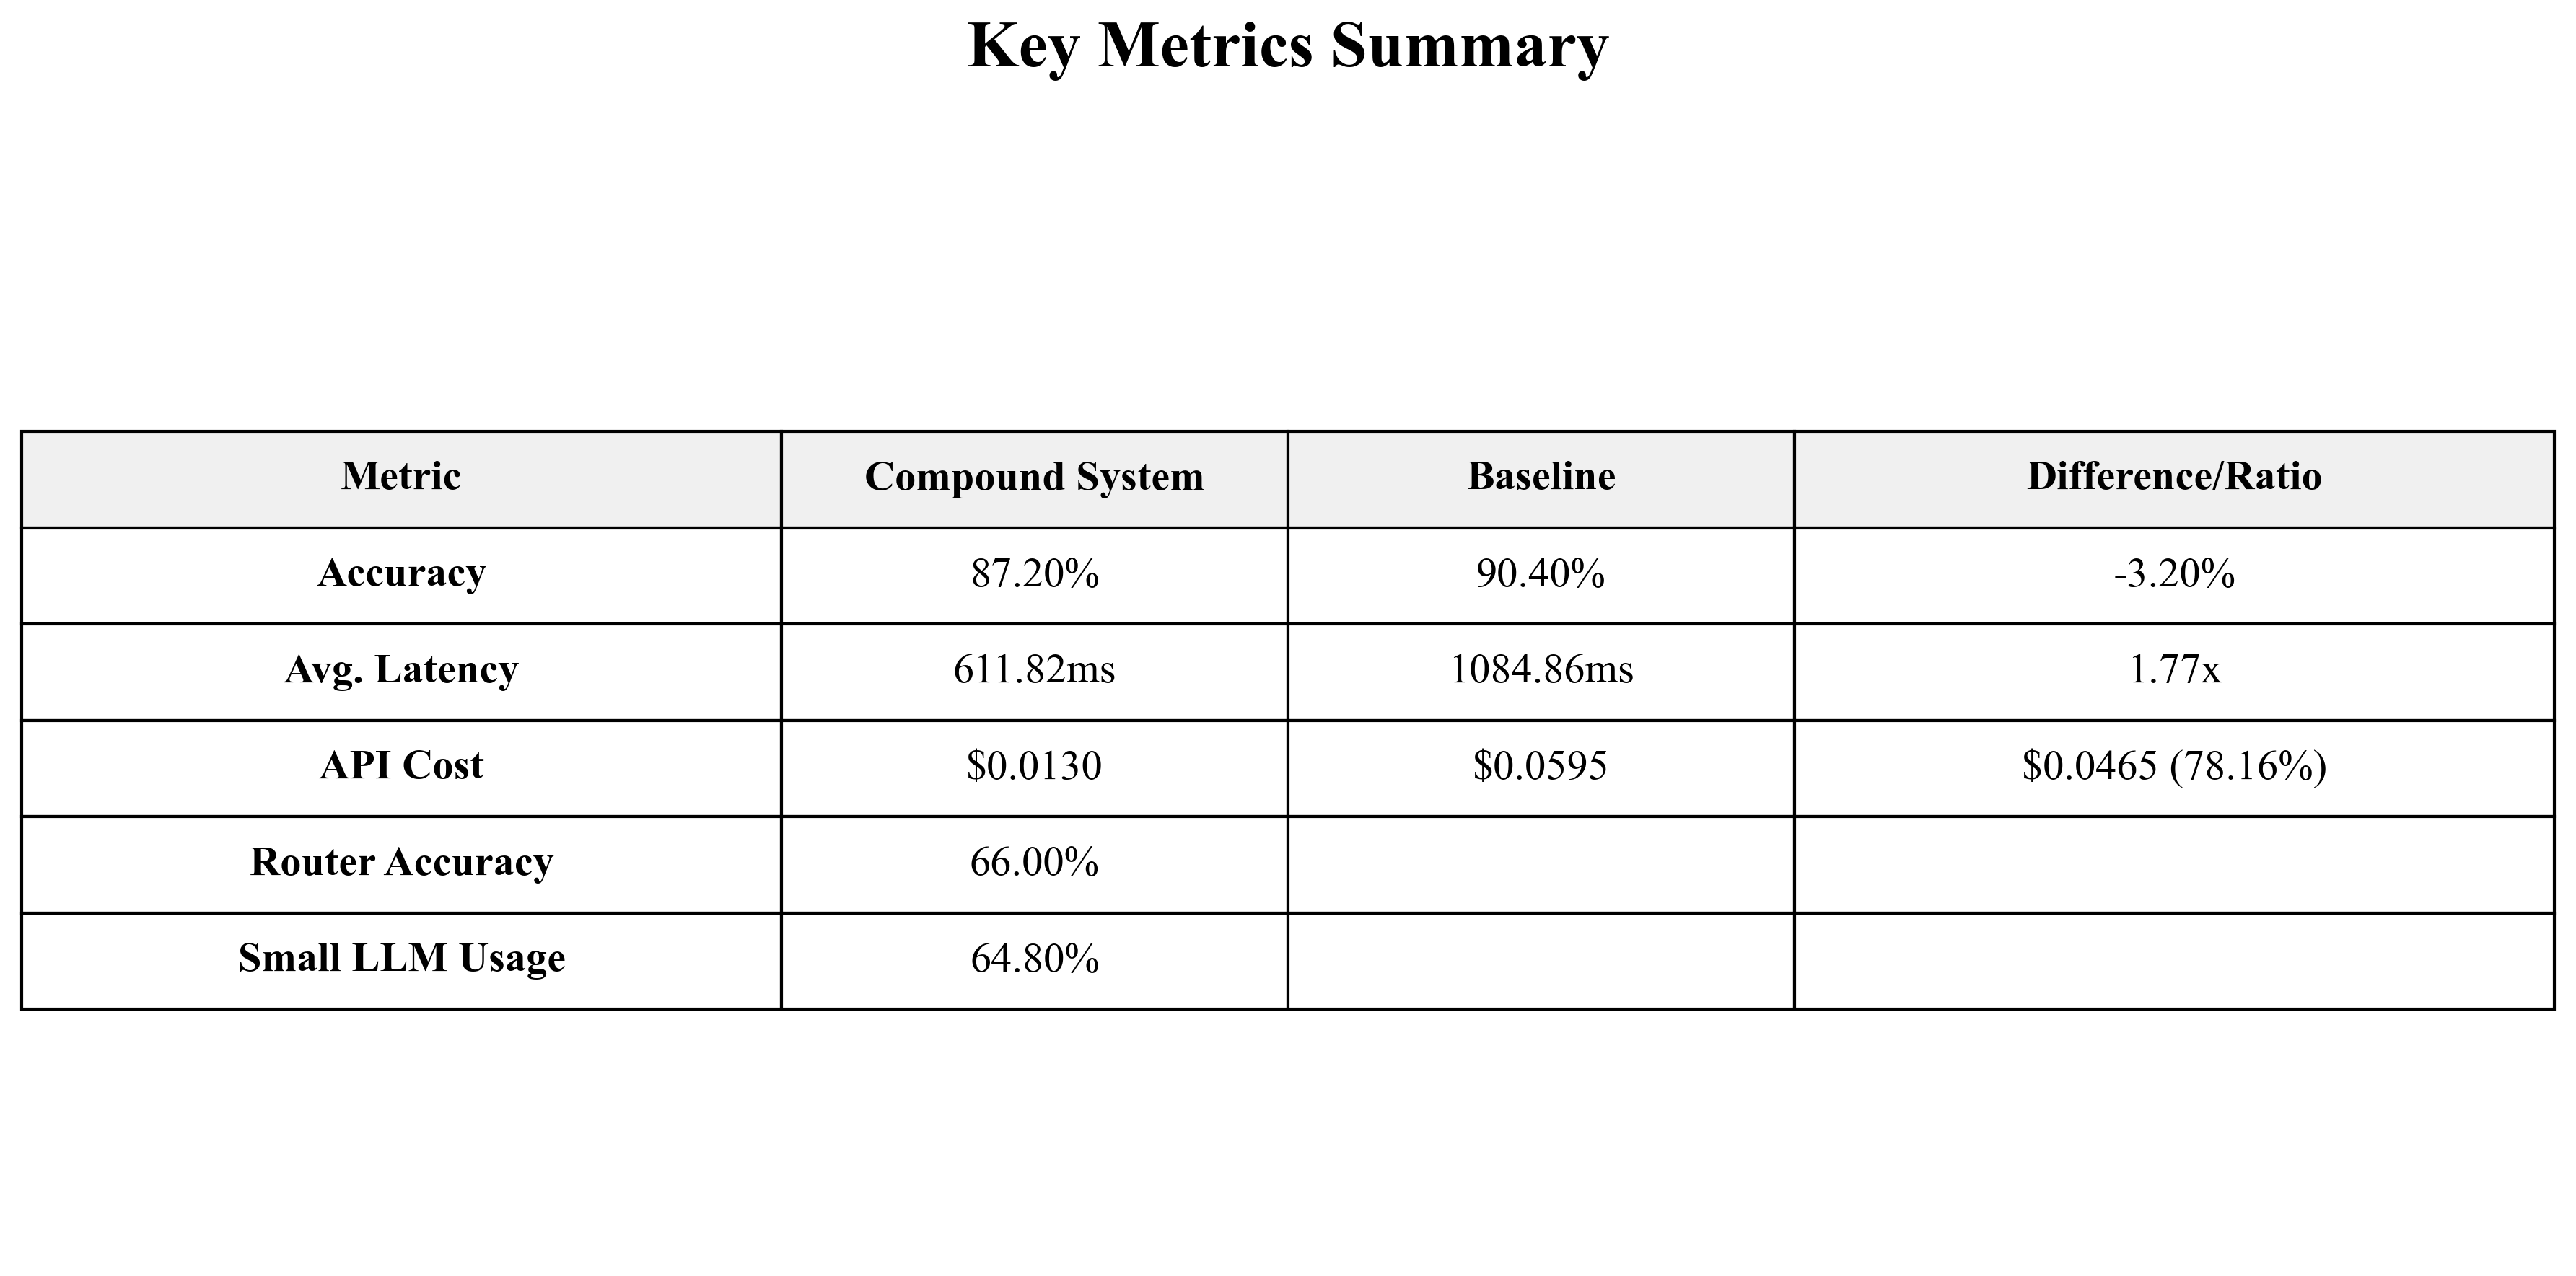 Key Metrics Summary
Metric Compound System Baseline Difference/Ratio
Accuracy 87.20% 90.40% -3.20%
Avg. Latency 611.82ms 1084.86ms 1.77x
API Cost $0.0130 $0.0595 $0.0465 (78.16%)
Router Accuracy 66.00%
Small LLM Usage 64.80%